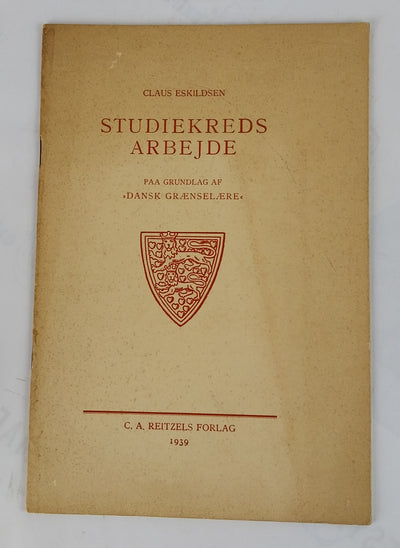 CLAUS ESKILDSEN
STUDIEKREDS
ARBEJDE
PAA GRUNDLAG AF
»DANSK GRÆNSELÆRE«
C. A. REITZELS FORLAG
1939